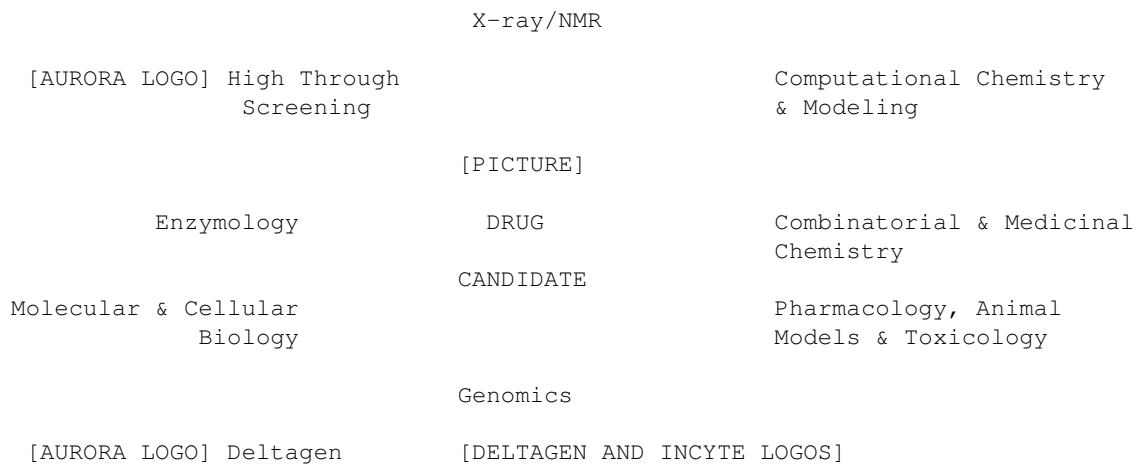 X-ray/NMR
[AURORA LOGO] High Through Computational Chemistry
Screening & Modeling
[PICTURE]
Enzymology DRUG Combinatorial & Medicinal
Chemistry
CANDIDATE
Molecular & Cellular Pharmacology, Animal
Biology Models & Toxicology
Genomics
[AURORA LOGO] Deltagen [DELTAGEN AND INCYTE LOGOS]